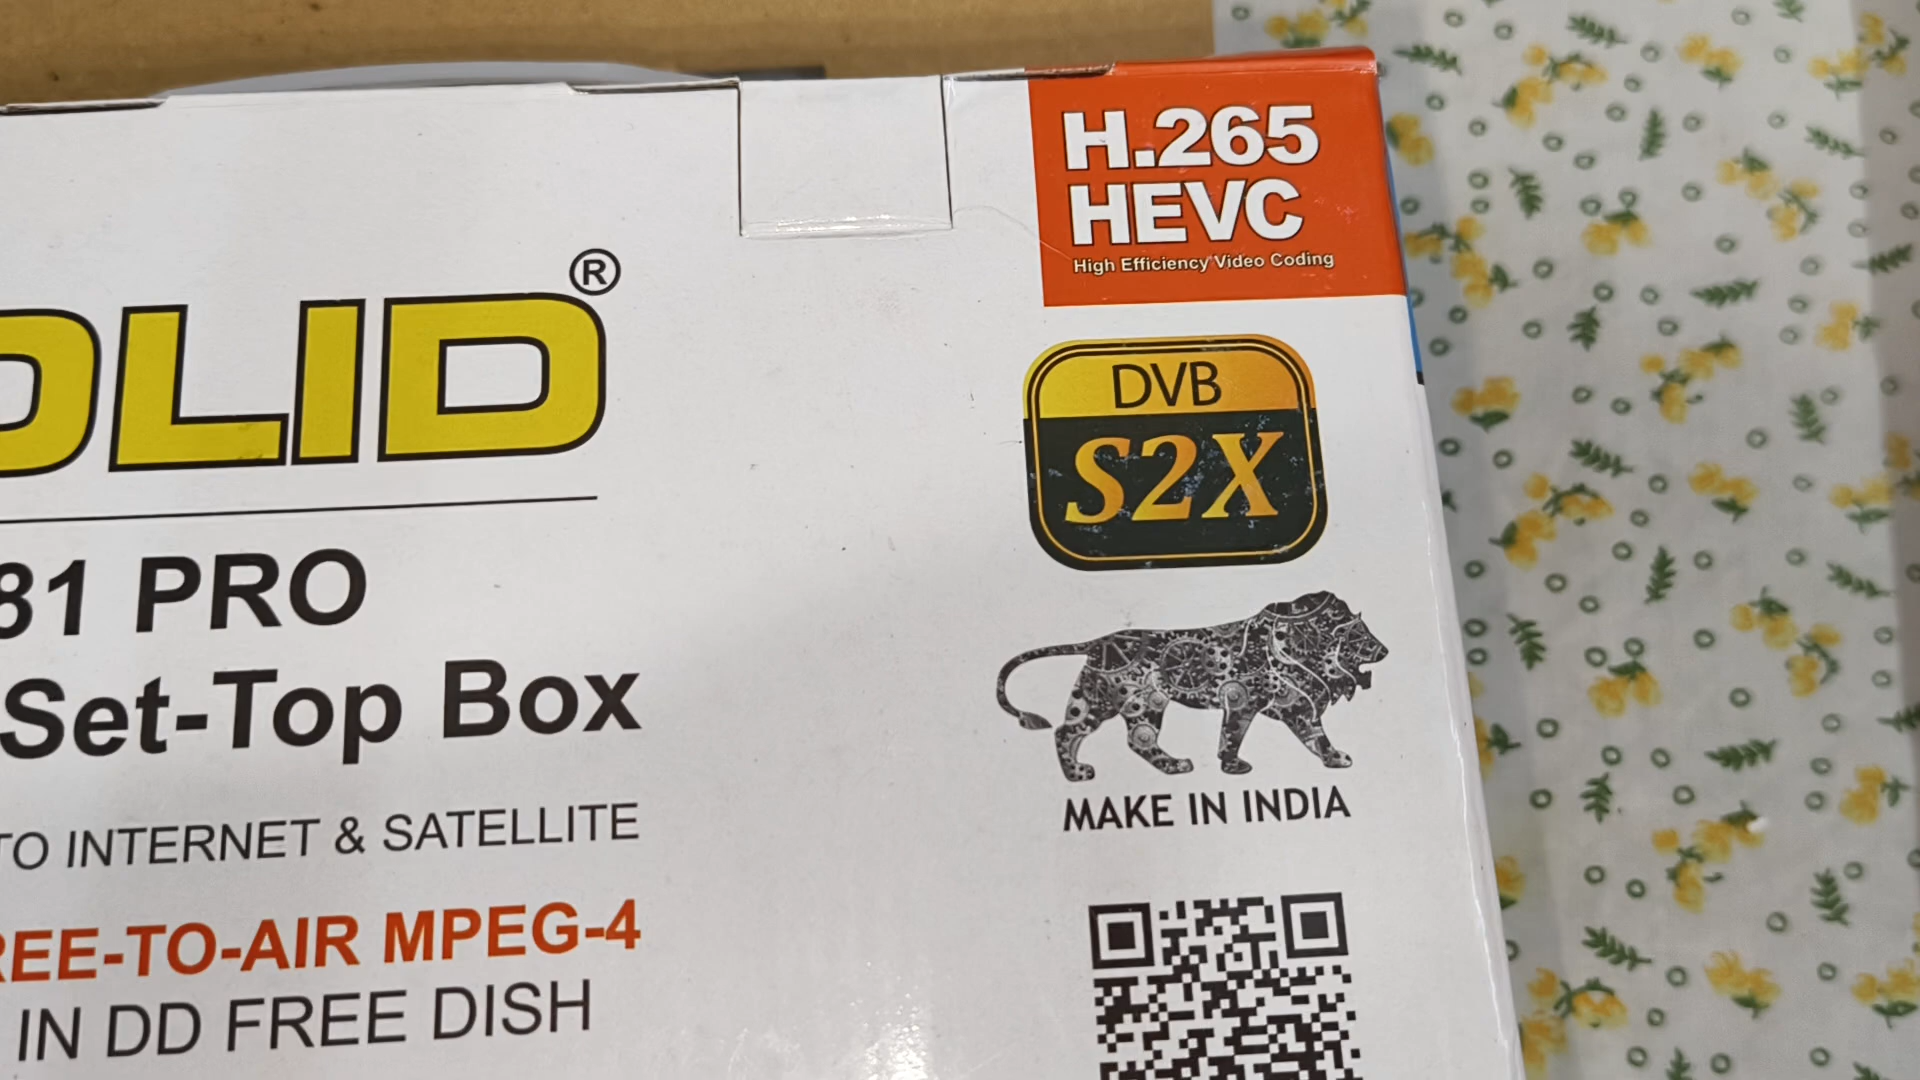 H.265
HEVC
High Efficiency Video Coding
OLID®
DVB
S2X
81 PRO
Set-Top Box
MAKE IN INDIA
TO INTERNET & SATELLITE
REE-TO-AIR MPEG-4
IN DD FREE DISH